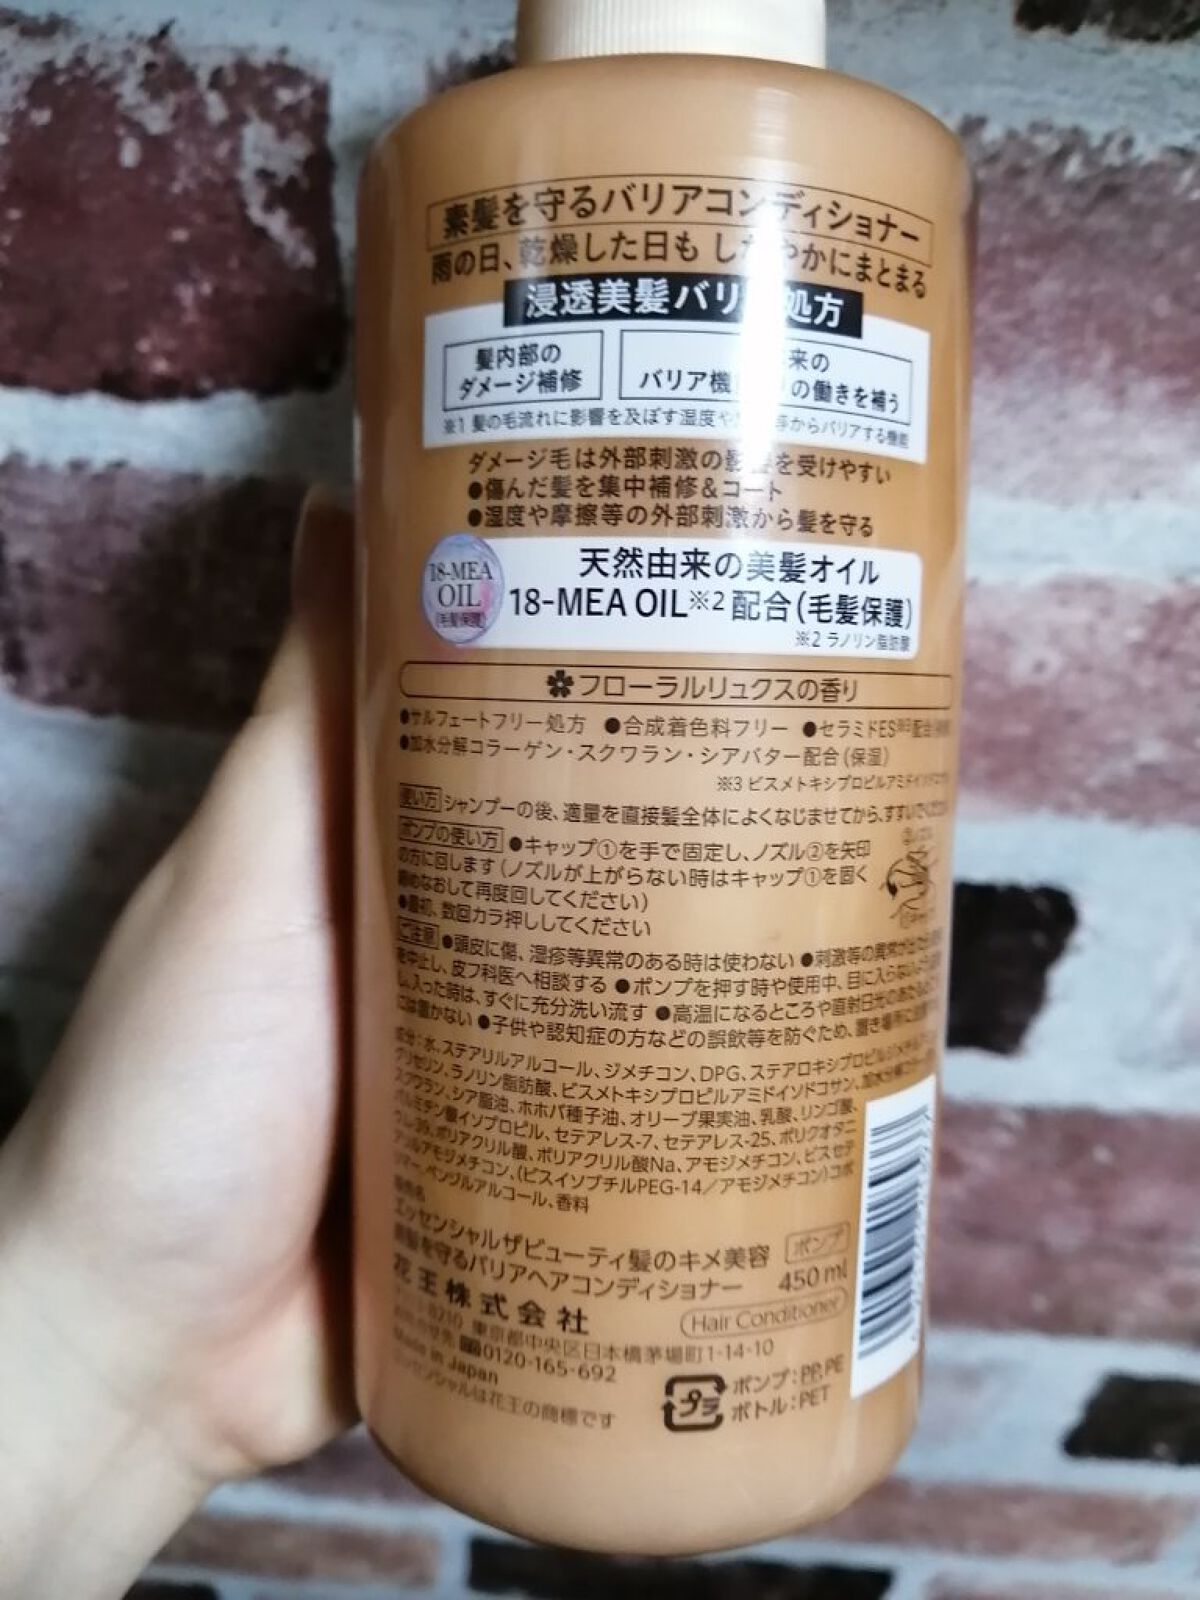 素髪を守るバリアコンディショナー
雨の日、乾燥した日も しなやかにまとまる
浸透美髪バリア処方
髪内部の
ダメージ補修
来の
バリア機 の働きを補う
※1 髪の毛流れに影響を及ぼす湿度や 等からバリアする機能
ダメージ毛は外部刺激の影響を受けやすい
●傷んだ髪を集中補修＆コート
●湿度や摩擦等の外部刺激から髪を守る
18-MEA
OIL
(毛髪保護)
天然由来の美髪オイル
18-MEA OIL※2 配合(毛髪保護)
※2 ラノリン脂肪酸
フローラルリュクスの香り
●サルフェートフリー処方 ●合成着色料フリー ●セラミドES※3配合
●加水分解コラーゲン・スクワラン・シアバター配合(保湿)
※3 ビスメトキシプロピルアミドイソドコサン
使い方 シャンプーの後、適量を直接髪全体によくなじませてから、すすいでください
ポンプの使い方 ●キャップ①を手で固定し、ノズル②を矢印
の方に回します(ノズルが上がらない時はキャップ①を固く
締めなおして再度回してください)
●最初、数回カラ押ししてください
ご注意 ●頭皮に傷、湿疹等異常のある時は使わない ●刺激等の異常が出たら
を中止し、皮フ科医へ相談する ●ポンプを押す時や使用中、目に入らないよう
し、入った時は、すぐに充分洗い流す ●高温になるところや直射日光のあたるところ
には置かない ●子供や認知症の方などの誤飲等を防ぐため、置き場所に
成分：水、ステアリルアルコール、ジメチコン、DPG、ステアロキシプロピルジメチルアミン、
グリセリン、ラノリン脂肪酸、ビスメトキシプロピルアミドイソドコサン、加水分解コラーゲン、
スクワラン、シア脂油、ホホバ種子油、オリーブ果実油、乳酸、リンゴ酸、
パルミチン酸イソプロピル、セテアレス-7、セテアレス-25、ポリクオタニ
ウム-39、ポリアクリル酸、ポリアクリル酸Na、アモジメチコン、ビスセテ
アリルアモジメチコン、(ビスイソブチルPEG-14／アモジメチコン)コポリ
マー、ベンジルアルコール、香料
販売名
エッセンシャルザビューティ髪のキメ美容
素髪を守るバリアヘアコンディショナー
ポンプ
450 ml
花王株式会社
Hair Conditioner
8210 東京都中央区日本橋茅場町1-14-10
0120-165-692
Made in Japan
エッセンシャルは花王の商標です
プラ
ポンプ：PP, PE
ボトル：PET